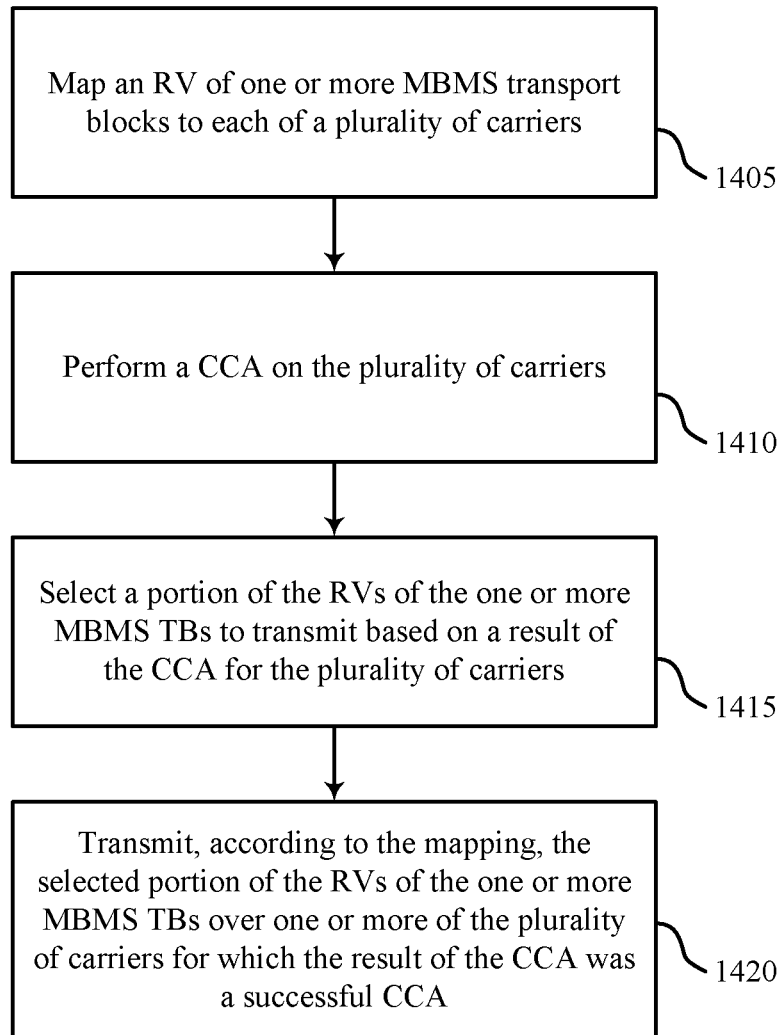 Map an RV of one or more MBMS transport
blocks to each of a plurality of carriers
1405
Perform a CCA on the plurality of carriers
1410
Select a portion of the RVs of the one or more
MBMS TBs to transmit based on a result of
the CCA for the plurality of carriers
1415
Transmit, according to the mapping, the
selected portion of the RVs of the one or more
MBMS TBs over one or more of the plurality
of carriers for which the result of the CCA was
a successful CCA
1420